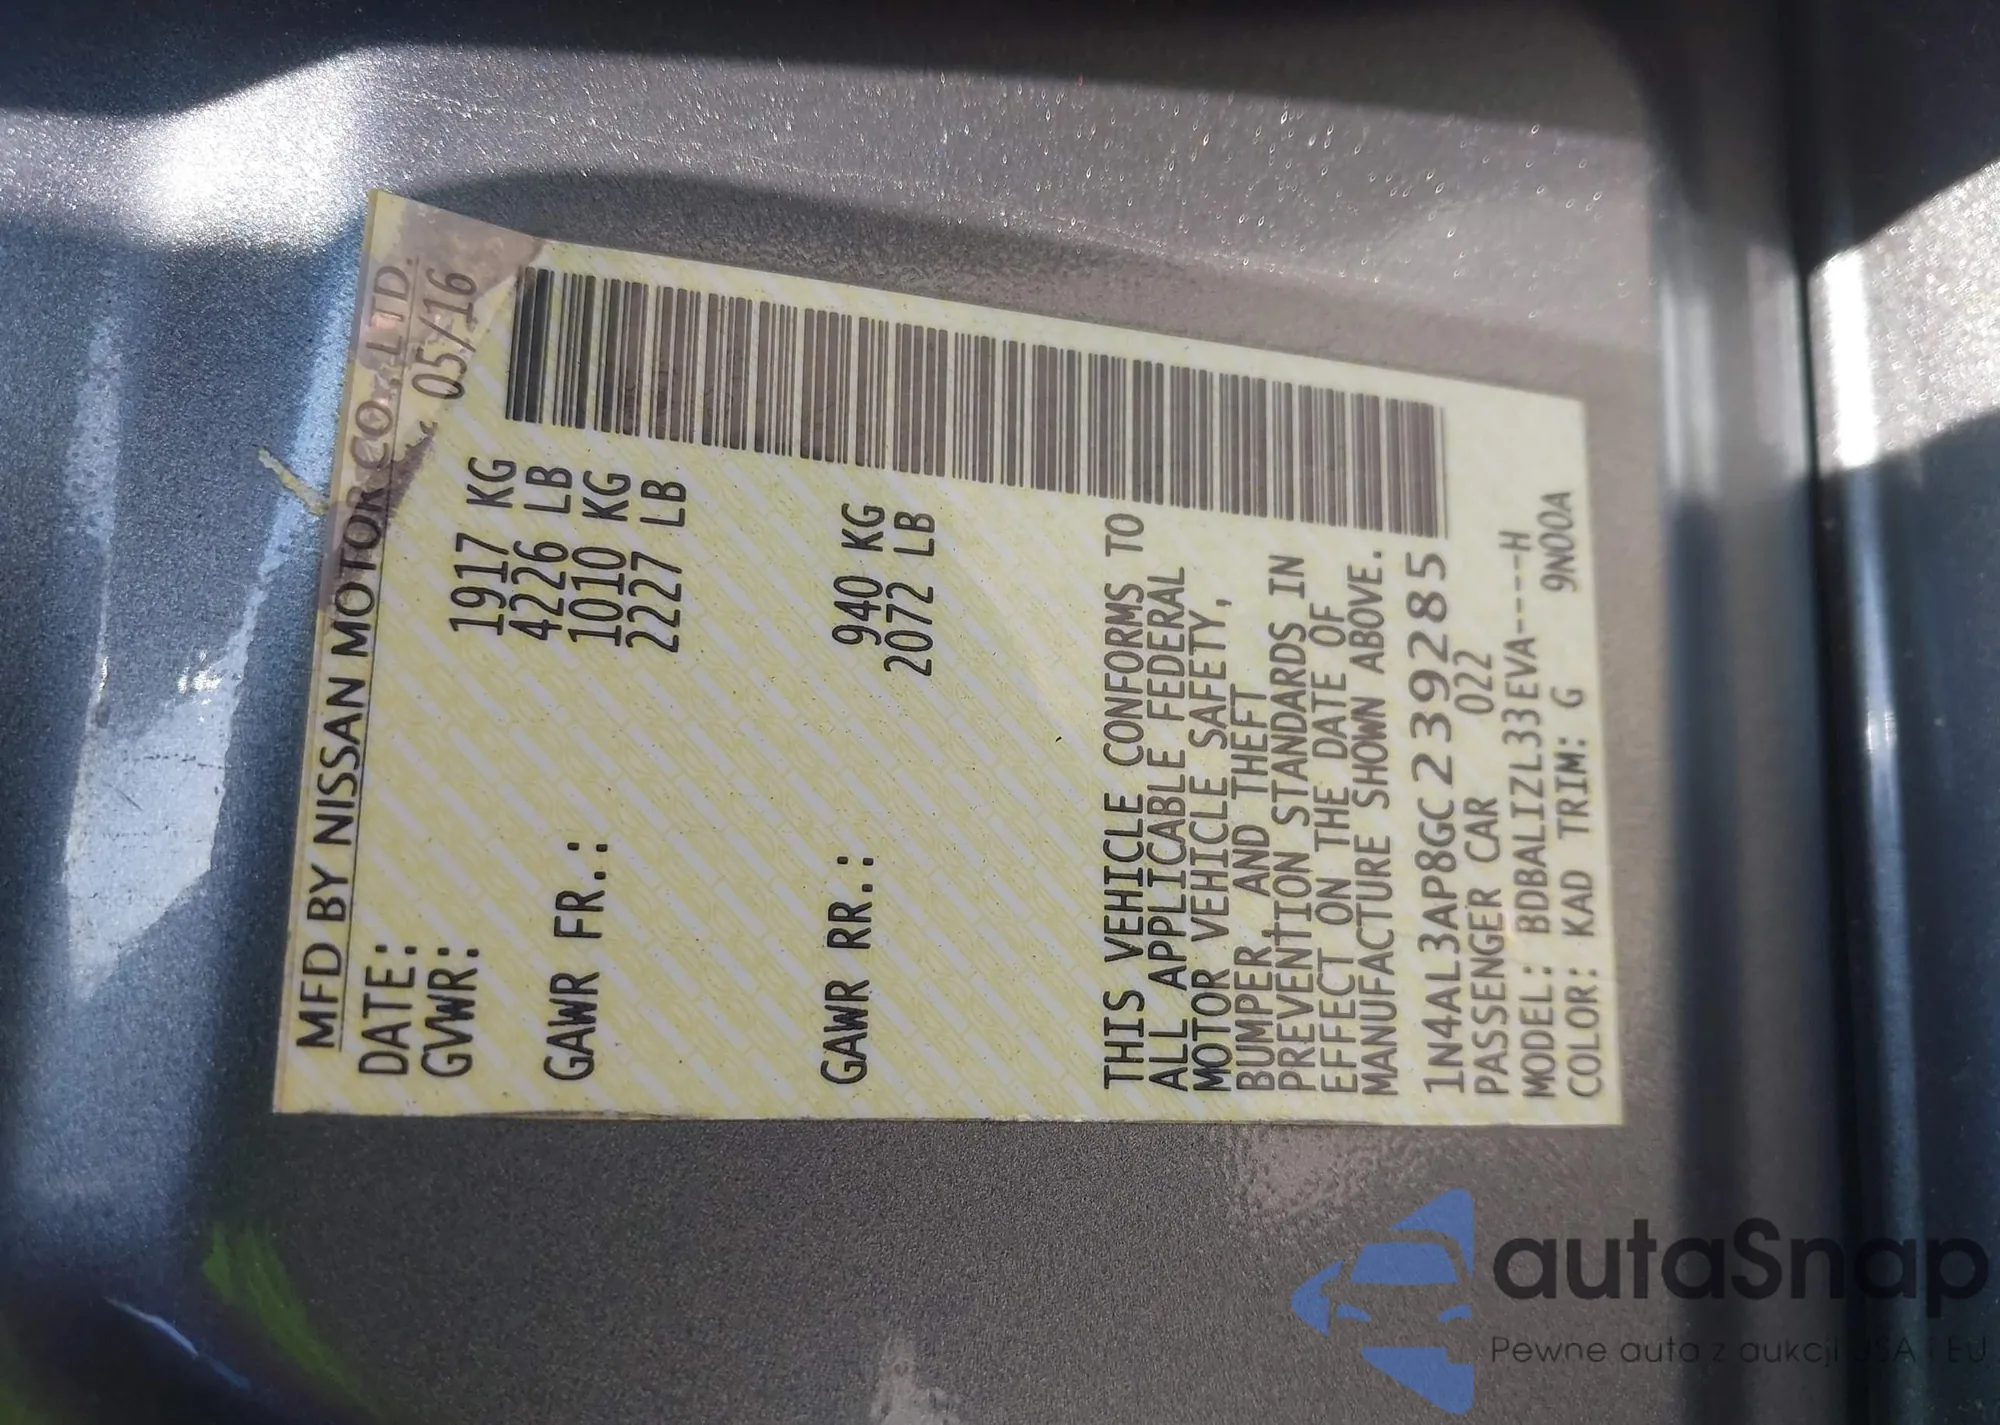 MFD BY NISSAN MOTOR CO., LTD.
DATE: 05/16
GVWR: 1917 KG
4226 LB
GAWR FR.: 1010 KG
2227 LB
GAWR RR.: 940 KG
2072 LB
THIS VEHICLE CONFORMS TO
ALL APPLICABLE FEDERAL
MOTOR VEHICLE SAFETY,
BUMPER, AND THEFT
PREVENTION STANDARDS IN
EFFECT ON THE DATE OF
MANUFACTURE SHOWN ABOVE.
1N4AL3AP8GC239285
PASSENGER CAR 022
MODEL: BDBALIZL33EVA-----H
COLOR: KAD TRIM: G 9N00A
autaSnap
Pewne auta z aukcji USA i EU